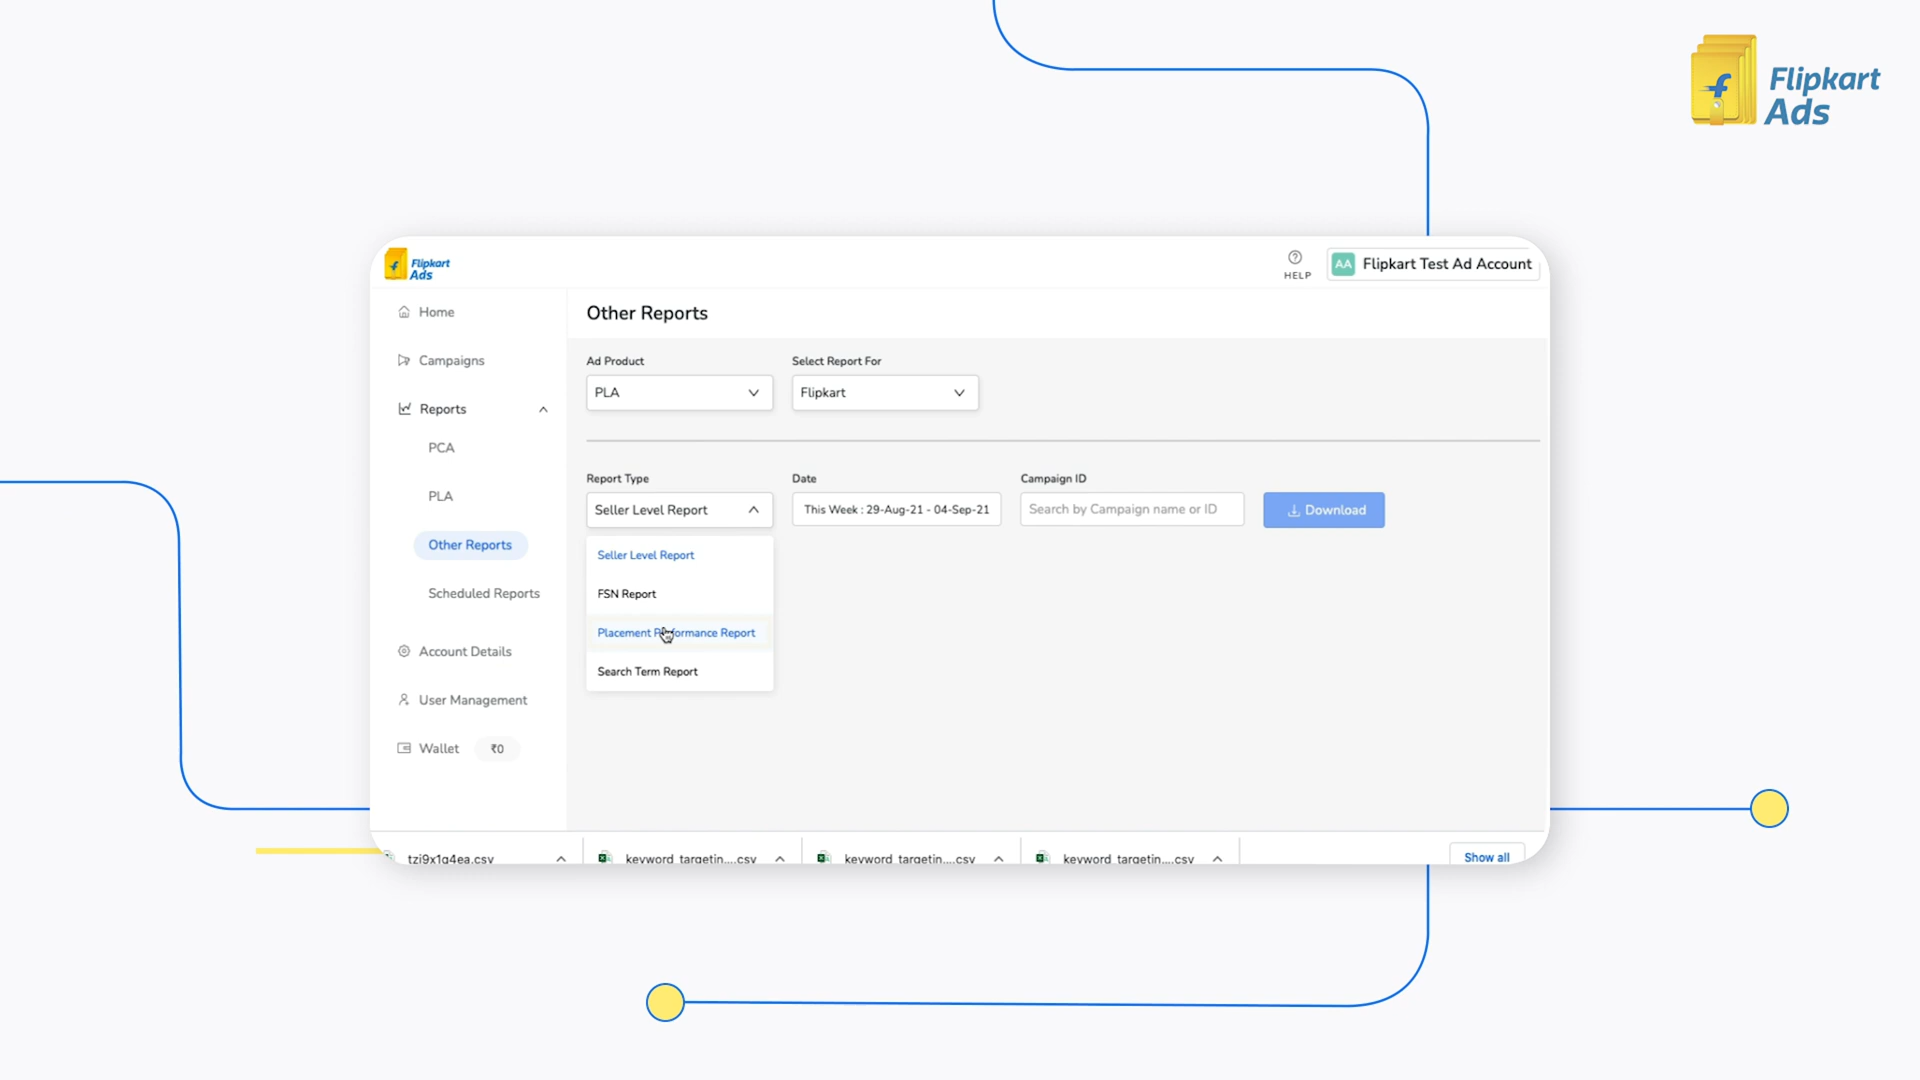 Flipkart
Ads
Flipkart
Ads
HELP
AA
Flipkart Test Ad Account
Home
Campaigns
Reports
PCA
PLA
Other Reports
Scheduled Reports
Account Details
User Management
Wallet
₹0
Other Reports
Ad Product
Select Report For
PLA
Flipkart
Report Type
Date
Campaign ID
Seller Level Report
This Week : 29-Aug-21 - 04-Sep-21
Search by Campaign name or ID
Download
Seller Level Report
FSN Report
Placement Performance Report
Search Term Report
tzi9x1q4ea.csv
keyword_targetin....csv
keyword_targetin....csv
keyword_targetin....csv
Show all